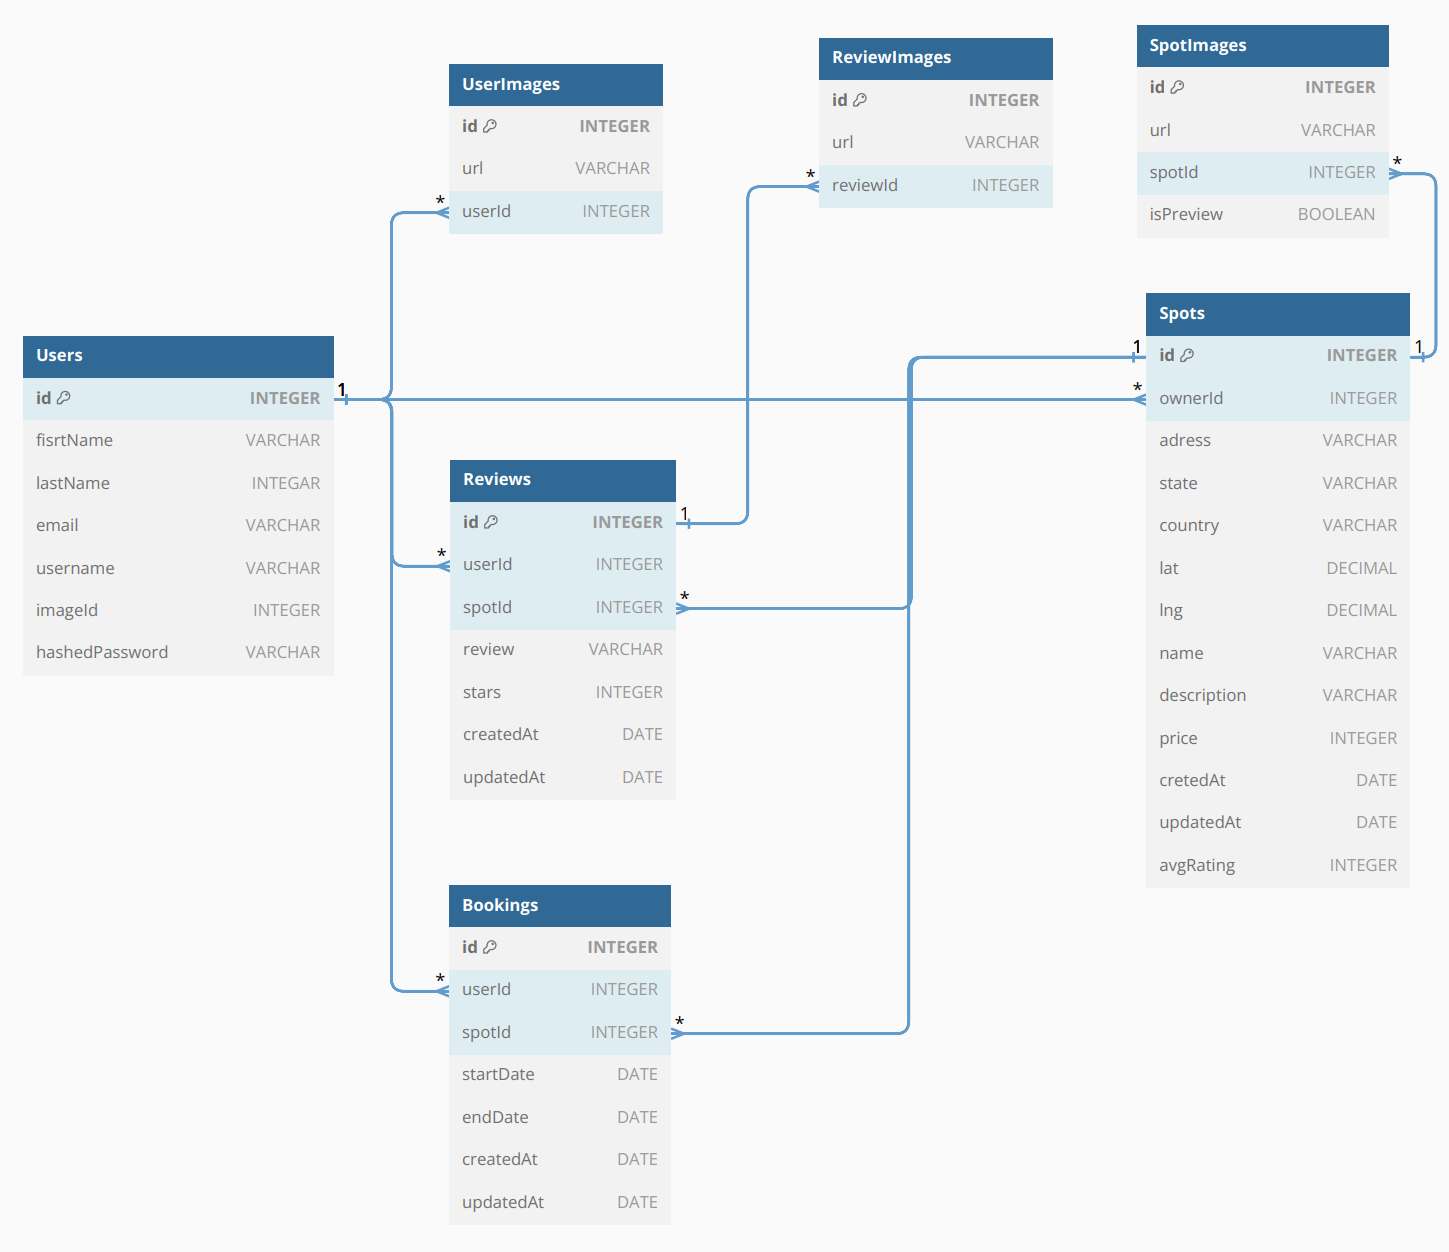 UserImages
id INTEGER
url VARCHAR
* userId INTEGER
ReviewImages
id INTEGER
url VARCHAR
* reviewId INTEGER
SpotImages
id INTEGER
url VARCHAR
spotId INTEGER *
isPreview BOOLEAN
Users
id INTEGER 1
fisrtName VARCHAR
lastName INTEGAR
email VARCHAR
username VARCHAR
imageId INTEGER
hashedPassword VARCHAR
Reviews
id INTEGER 1
* userId INTEGER
spotId INTEGER *
review VARCHAR
stars INTEGER
createdAt DATE
updatedAt DATE
Spots
1 id INTEGER 1
* ownerId INTEGER
adress VARCHAR
state VARCHAR
country VARCHAR
lat DECIMAL
lng DECIMAL
name VARCHAR
description VARCHAR
price INTEGER
cretedAt DATE
updatedAt DATE
avgRating INTEGER
Bookings
id INTEGER
* userId INTEGER
spotId INTEGER *
startDate DATE
endDate DATE
createdAt DATE
updatedAt DATE